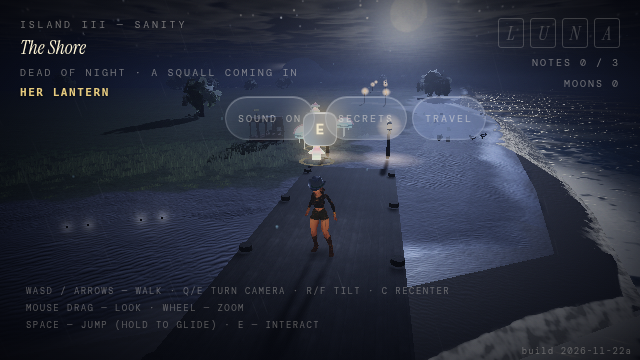 ISLAND III — SANITY
The Shore
DEAD OF NIGHT · A SQUALL COMING IN
HER LANTERN
LUNA
NOTES 0 / 3
MOONS 0
SOUND ON
SECRETS
TRAVEL
E
WASD / ARROWS — WALK · Q/E TURN CAMERA · R/F TILT · C RECENTER
MOUSE DRAG — LOOK · WHEEL — ZOOM
SPACE — JUMP (HOLD TO GLIDE) · E — INTERACT
build 2026-11-22a